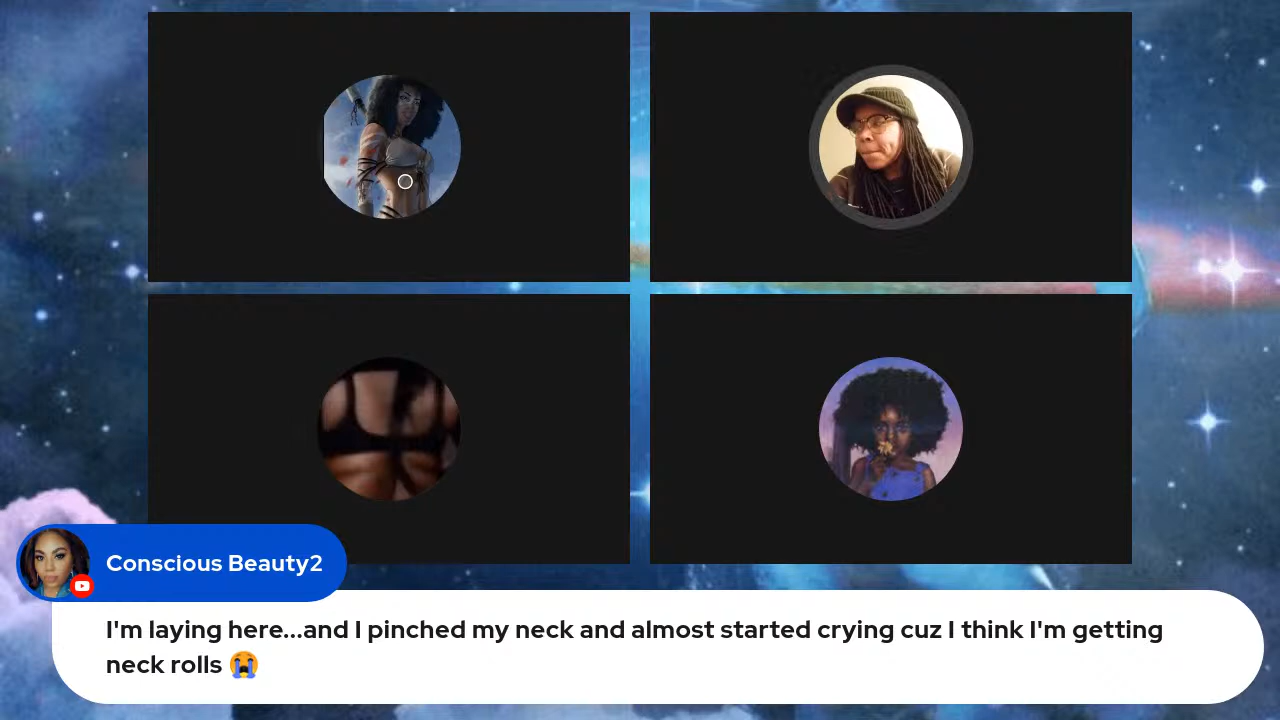 Conscious Beauty2
I'm laying here...and I pinched my neck and almost started crying cuz I think I'm getting
neck rolls 😭